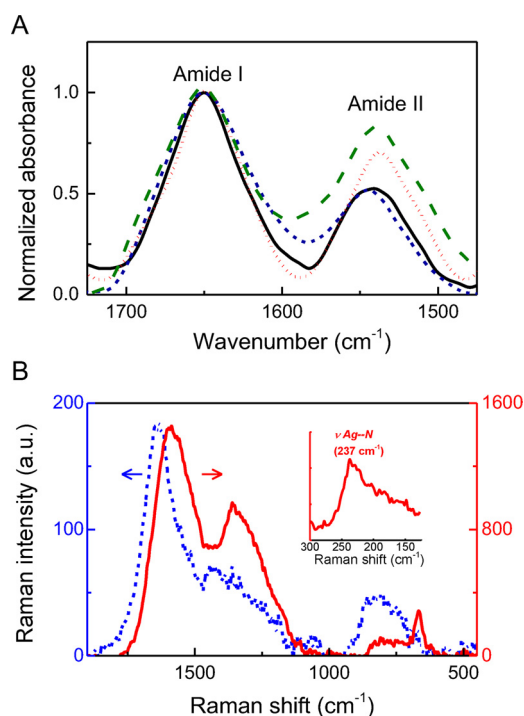 A
Amide I
Amide II
1.0
0.5
0.0
Normalized absorbance
1700
1600
1500
Wavenumber (cm-1)
B
200
100
0
Raman intensity (a.u.)
1600
800
0
ν Ag--N
(237 cm-1)
300
250
200
150
Raman shift (cm-1)
1500
1000
500
Raman shift (cm-1)